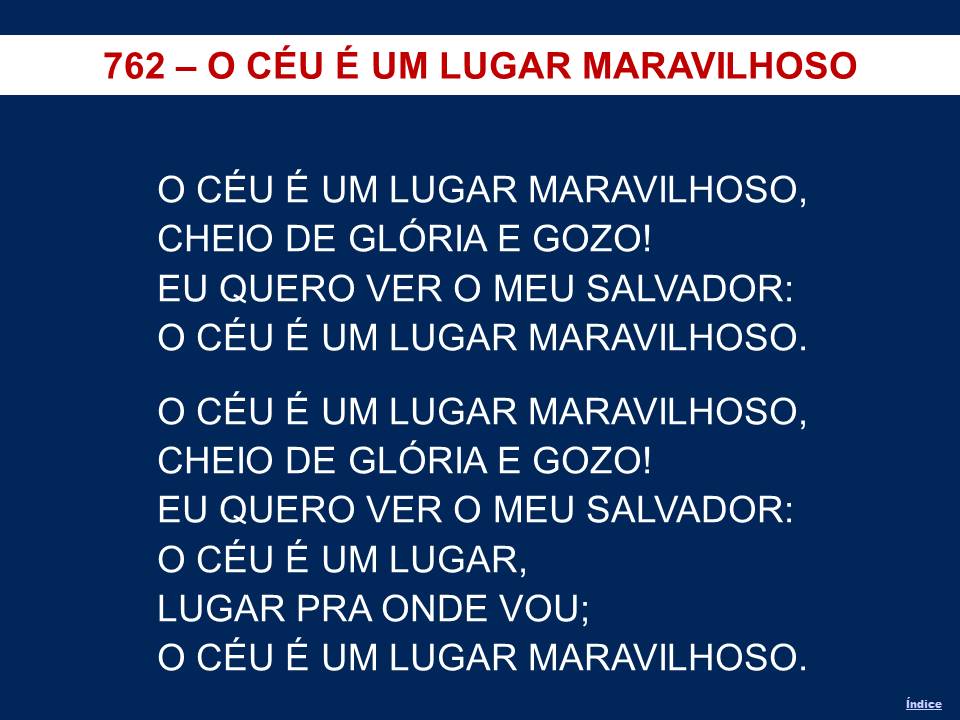 762 – O CÉU É UM LUGAR MARAVILHOSO
O CÉU É UM LUGAR MARAVILHOSO,
CHEIO DE GLÓRIA E GOZO!
EU QUERO VER O MEU SALVADOR:
O CÉU É UM LUGAR MARAVILHOSO.
O CÉU É UM LUGAR MARAVILHOSO,
CHEIO DE GLÓRIA E GOZO!
EU QUERO VER O MEU SALVADOR:
O CÉU É UM LUGAR,
LUGAR PRA ONDE VOU;
O CÉU É UM LUGAR MARAVILHOSO.
Índice